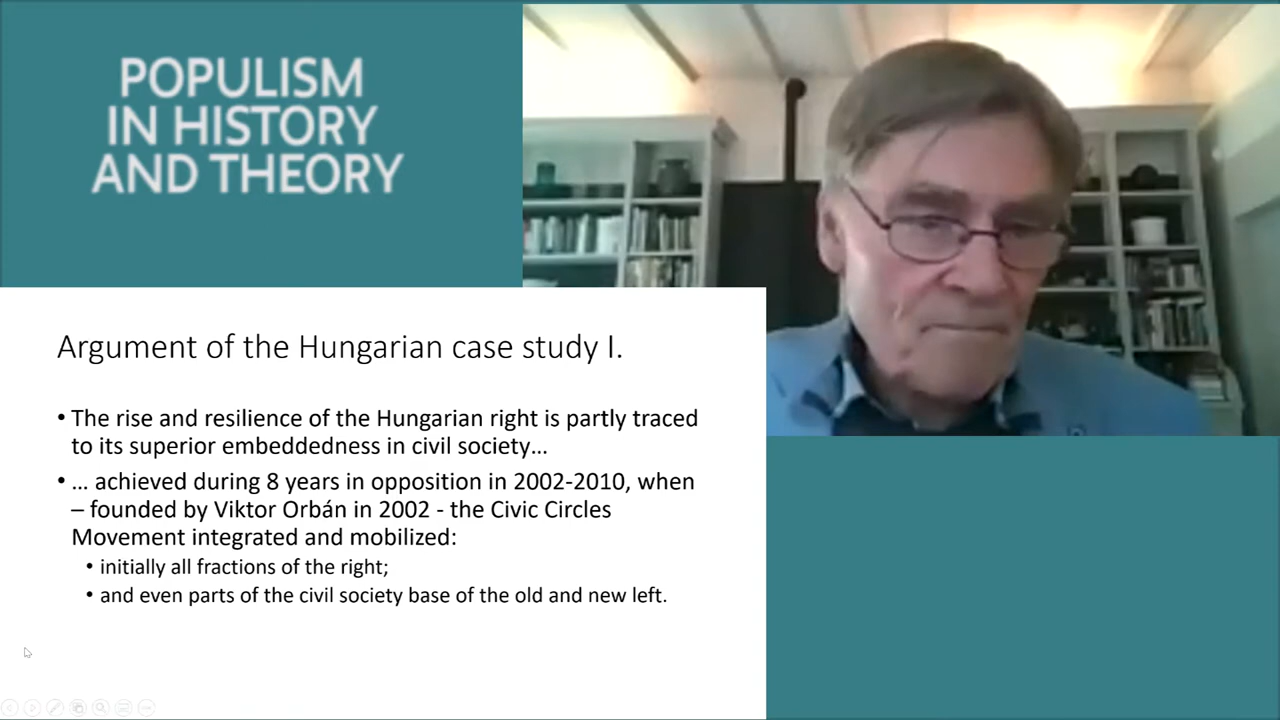 POPULISM
IN HISTORY
AND THEORY
Argument of the Hungarian case study I.
• The rise and resilience of the Hungarian right is partly traced
to its superior embeddedness in civil society…
• … achieved during 8 years in opposition in 2002-2010, when
– founded by Viktor Orbán in 2002 - the Civic Circles
Movement integrated and mobilized:
• initially all fractions of the right;
• and even parts of the civil society base of the old and new left.